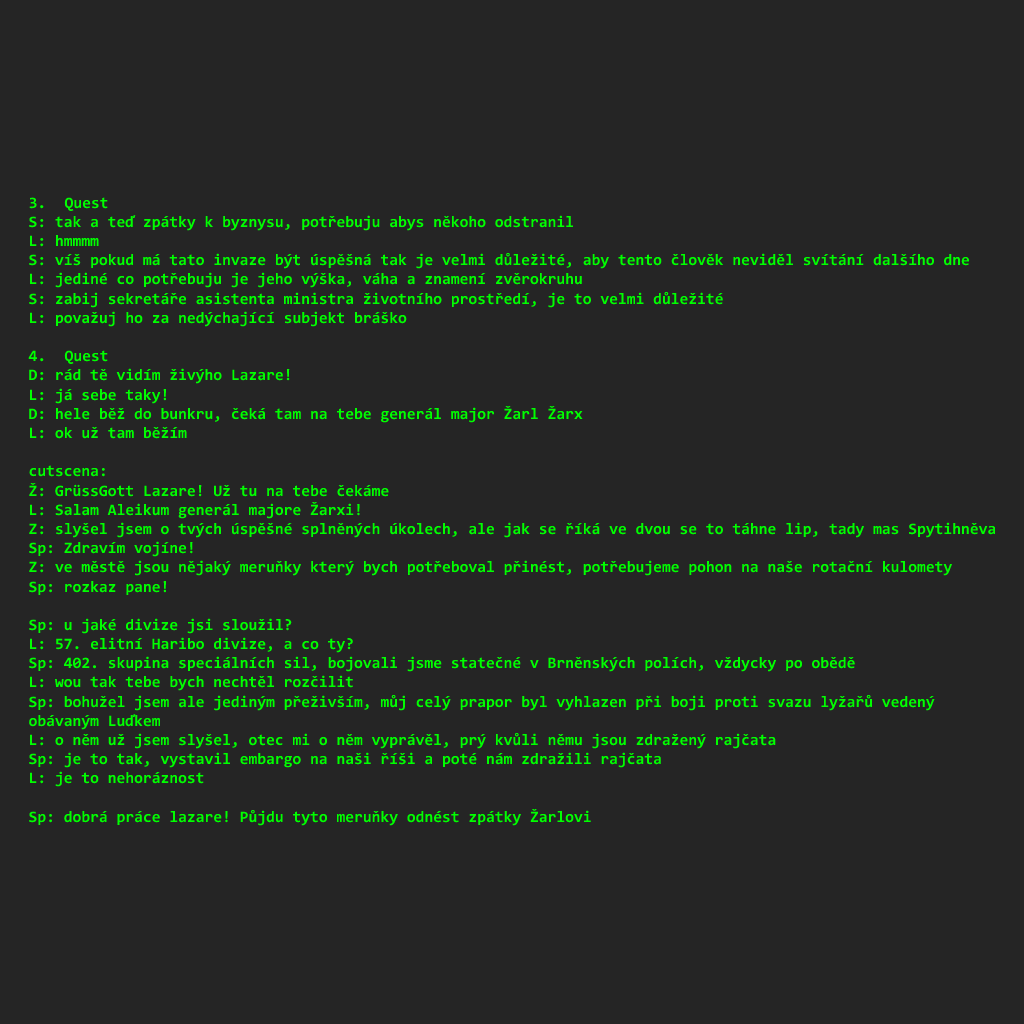 3.  Quest
S: tak a teď zpátky k byznysu, potřebuju abys někoho odstranil
L: hmmmm
S: víš pokud má tato invaze být úspěšná tak je velmi důležité, aby tento člověk neviděl svítání dalšího dne
L: jediné co potřebuju je jeho výška, váha a znamení zvěrokruhu
S: zabij sekretáře asistenta ministra životního prostředí, je to velmi důležité
L: považuj ho za nedýchající subjekt bráško

4.  Quest
D: rád tě vidím živýho Lazare!
L: já sebe taky!
D: hele běž do bunkru, čeká tam na tebe generál major Žarl Žarx
L: ok už tam běžím

cutscena:
Ž: GrüssGott Lazare! Už tu na tebe čekáme
L: Salam Aleikum generál majore Žarxi!
Z: slyšel jsem o tvých úspěšné splněných úkolech, ale jak se říká ve dvou se to táhne lip, tady mas Spytihněva
Sp: Zdravím vojíne!
Z: ve městě jsou nějaký meruňky který bych potřeboval přinést, potřebujeme pohon na naše rotační kulomety
Sp: rozkaz pane!

Sp: u jaké divize jsi sloužil?
L: 57. elitní Haribo divize, a co ty?
Sp: 402. skupina speciálních sil, bojovali jsme statečné v Brněnských polích, vždycky po obědě
L: wou tak tebe bych nechtěl rozčilit
Sp: bohužel jsem ale jediným přeživším, můj celý prapor byl vyhlazen při boji proti svazu lyžařů vedený
obávaným Luďkem
L: o něm už jsem slyšel, otec mi o něm vyprávěl, prý kvůli němu jsou zdražený rajčata
Sp: je to tak, vystavil embargo na naši říši a poté nám zdražili rajčata
L: je to nehoráznost

Sp: dobrá práce lazare! Půjdu tyto meruňky odnést zpátky Žarlovi